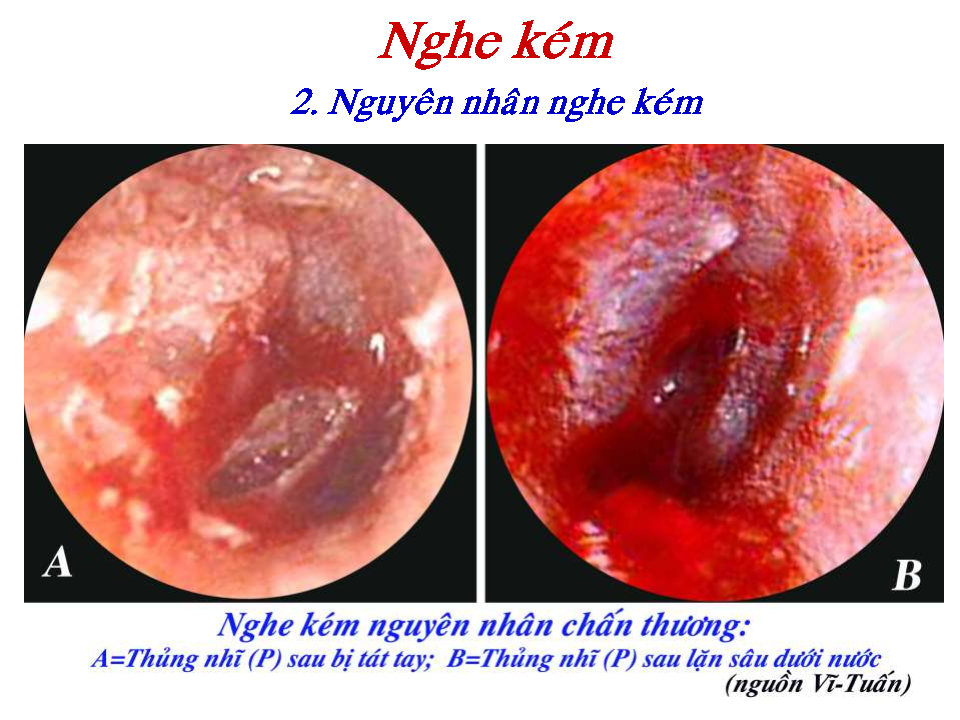 Nghe kém
2. Nguyên nhân nghe kém
A
B
Nghe kém nguyên nhân chấn thương:
A=Thủng nhĩ (P) sau bị tát tay; B=Thủng nhĩ (P) sau lặn sâu dưới nước
(nguồn Vĩ-Tuấn)